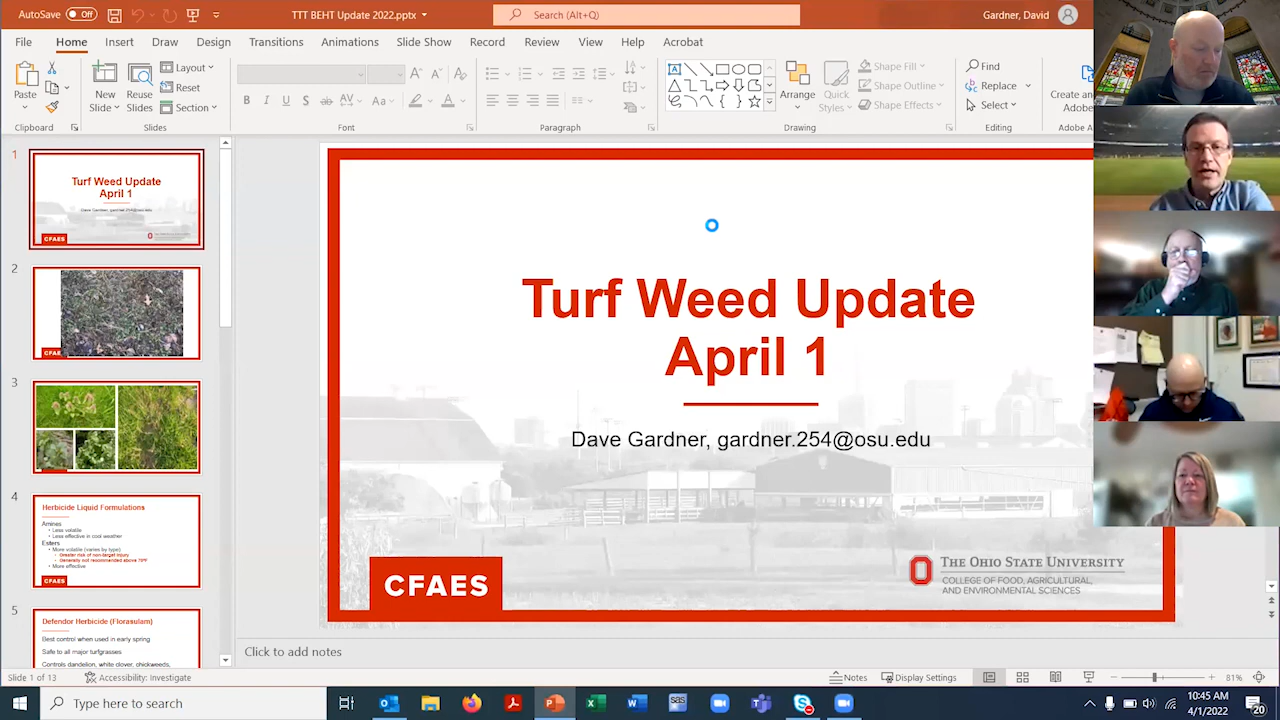 AutoSave Off
TTT BEHT Update 2022.pptx
Search (Alt+Q)
Gardner, David
File Home Insert Draw Design Transitions Animations Slide Show Record Review View Help Acrobat
Paste
New Slide
Reuse Slides
Layout
Reset
Section
Shape Fill
Shape Outline
Shape Effects
Arrange
Quick Styles
Find
Replace
Select
Create and
Adobe
Clipboard
Slides
Font
Paragraph
Drawing
Editing
Adobe A
1
Turf Weed Update
April 1
Dave Gardner, gardner.254@osu.edu
CFAES
2
3
4
Herbicide Liquid Formulations
Amines
Less volatile
Less effective in cool weather
Esters
More volatile (varies by type)
Greater risk of non-target injury
Generally not recommended above
More effective
CFAES
5
Defendor Herbicide (Florasulam)
Best control when used in early spring
Safe to all major turfgrasses
Controls dandelion, white clover, chickweeds,
Turf Weed Update
April 1
Dave Gardner, gardner.254@osu.edu
CFAES
THE OHIO STATE UNIVERSITY
COLLEGE OF FOOD, AGRICULTURAL,
AND ENVIRONMENTAL SCIENCES
Click to add notes
Slide 1 of 13 Accessibility: Investigate
Notes Display Settings 81%
Type here to search
10:45 AM
4/1/2022
20